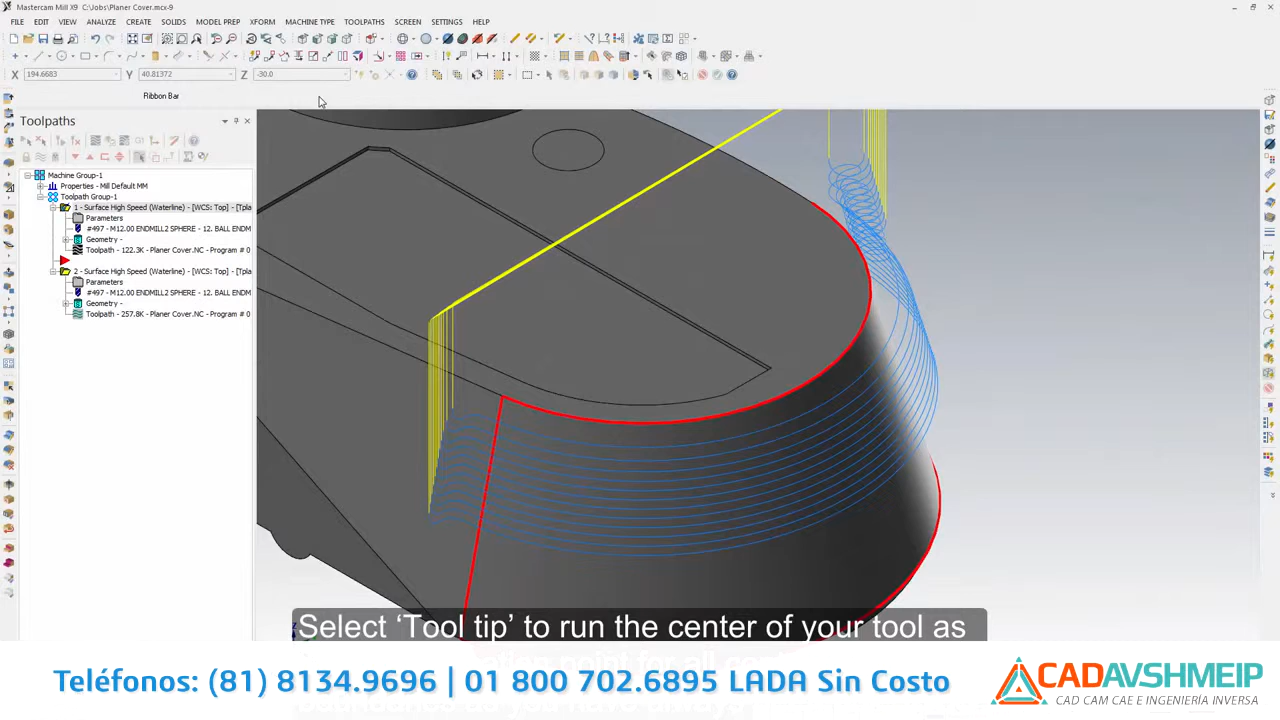 Mastercam Mill X9  C:\Jobs\Planer Cover.mcx-9
FILE EDIT VIEW ANALYZE CREATE SOLIDS MODEL PREP XFORM MACHINE TYPE TOOLPATHS SCREEN SETTINGS HELP
X 194.6683 Y 40.81372 Z -30.0
Ribbon Bar
Toolpaths
Machine Group-1
Properties - Mill Default MM
Toolpath Group-1
1 - Surface High Speed (Waterline) - [WCS: Top] - [Tpla
Parameters
#497 - M12.00 ENDMILL2 SPHERE - 12. BALL ENDM
Geometry -
Toolpath - 122.3K - Planer Cover.NC - Program # 0
2 - Surface High Speed (Waterline) - [WCS: Top] - [Tpla
Parameters
#497 - M12.00 ENDMILL2 SPHERE - 12. BALL ENDM
Geometry -
Toolpath - 257.8K - Planer Cover.NC - Program # 0
Select ‘Tool tip’ to run the center of your tool as
Teléfonos: (81) 8134.9696 | 01 800 702.6895 LADA Sin Costo
CADAVSHMEIP
CAD CAM CAE E INGENIERÍA INVERSA